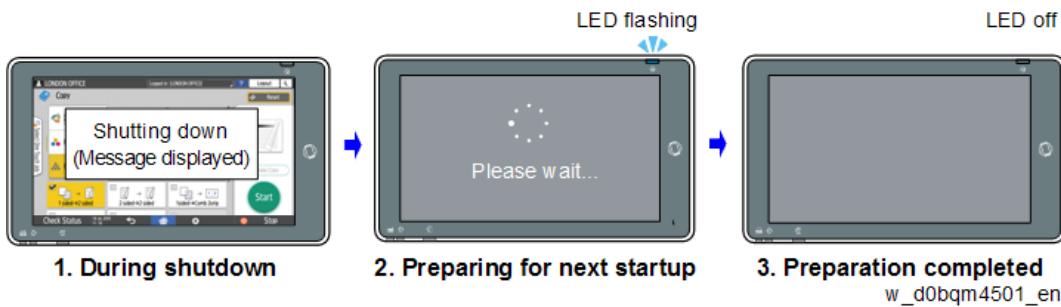 LED flashing
LED off
LONDON OFFICE
Copy
Reset
Shutting down
(Message displayed)
Start
Check Status
Stop
Please wait...
1. During shutdown
2. Preparing for next startup
3. Preparation completed
w_d0bqm4501_en